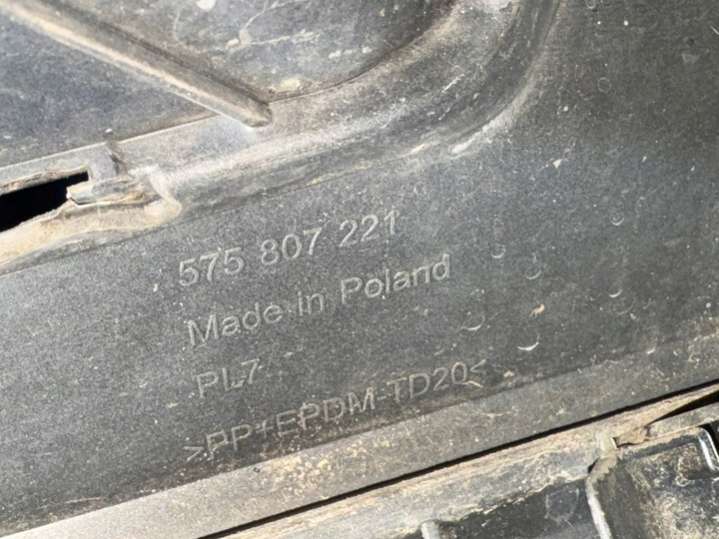 575 807 221
Made in Poland
PL7
>PP+EPDM-TD20<